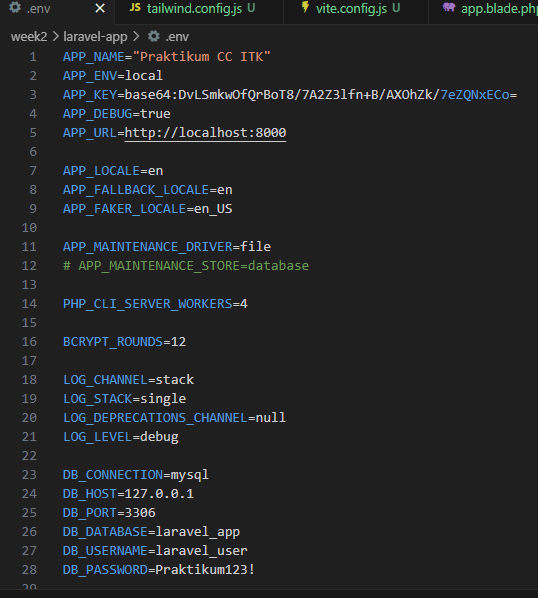 .env
JS tailwind.config.js U
vite.config.js U
app.blade.ph
week2 > laravel-app > .env
1 APP_NAME="Praktikum CC ITK"
2 APP_ENV=local
3 APP_KEY=base64:DvLSmkwOfQrBoT8/7A2Z3lfn+B/AXOhZk/7eZQNxECo=
4 APP_DEBUG=true
5 APP_URL=http://localhost:8000
6
7 APP_LOCALE=en
8 APP_FALLBACK_LOCALE=en
9 APP_FAKER_LOCALE=en_US
10
11 APP_MAINTENANCE_DRIVER=file
12 # APP_MAINTENANCE_STORE=database
13
14 PHP_CLI_SERVER_WORKERS=4
15
16 BCRYPT_ROUNDS=12
17
18 LOG_CHANNEL=stack
19 LOG_STACK=single
20 LOG_DEPRECATIONS_CHANNEL=null
21 LOG_LEVEL=debug
22
23 DB_CONNECTION=mysql
24 DB_HOST=127.0.0.1
25 DB_PORT=3306
26 DB_DATABASE=laravel_app
27 DB_USERNAME=laravel_user
28 DB_PASSWORD=Praktikum123!
29